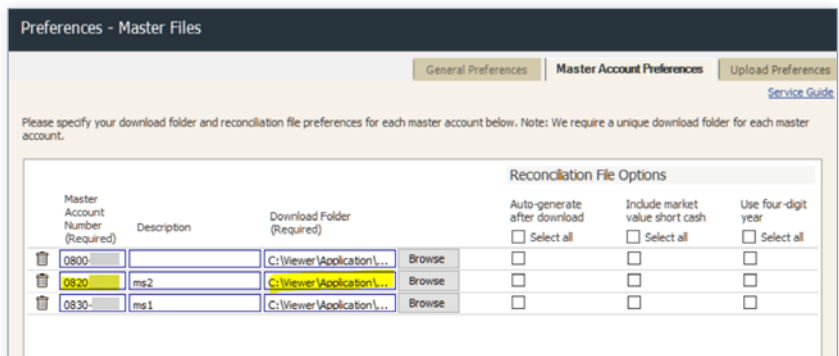 Preferences - Master Files
General Preferences
Master Account Preferences
Upload Preferences
Service Guide
Please specify your download folder and reconciliation file preferences for each master account below. Note: We require a unique download folder for each master
account.
Reconciliation File Options
Master
Account
Number
(Required)
Description
Download Folder
(Required)
Auto-generate
after download
Include market
value short cash
Use four-digit
year
Select all
Select all
Select all
0800- C:\Viewer\Application\... Browse
0820 ms2 C:\Viewer\Application\... Browse
0830- ms1 C:\Viewer\Application\... Browse